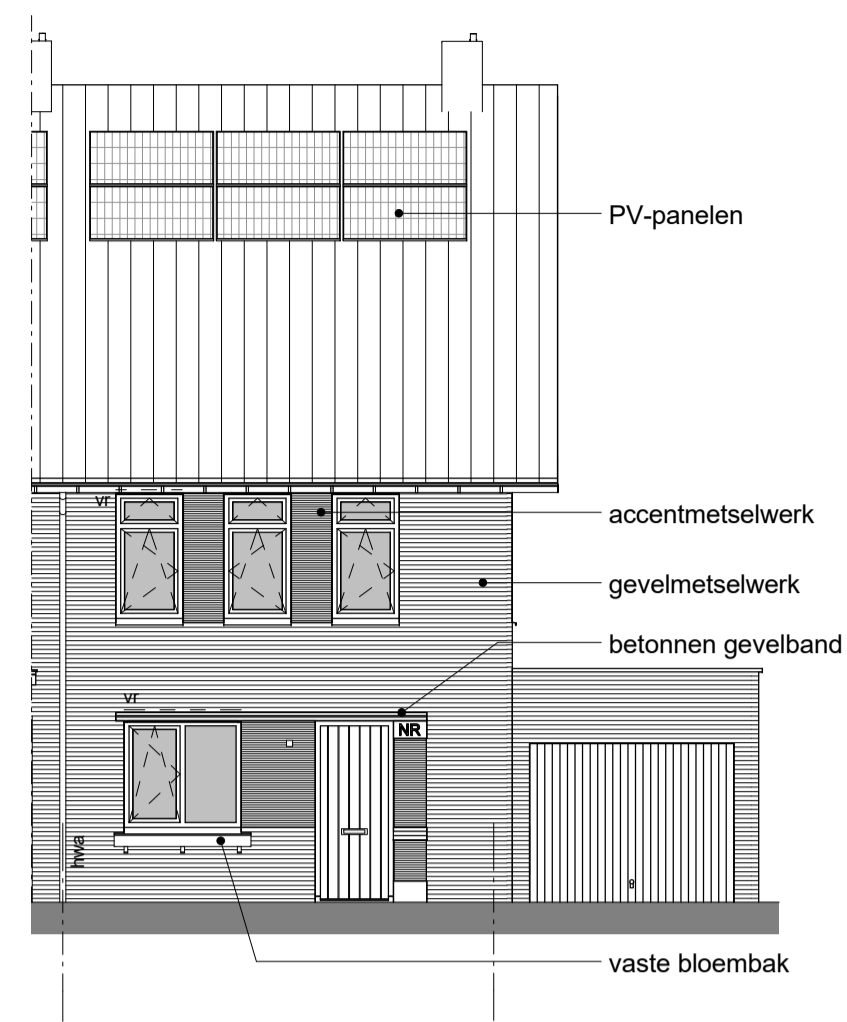 PV-panelen
vr
accentmetselwerk
gevelmetselwerk
betonnen gevelband
vr
NR
hwa
vaste bloembak